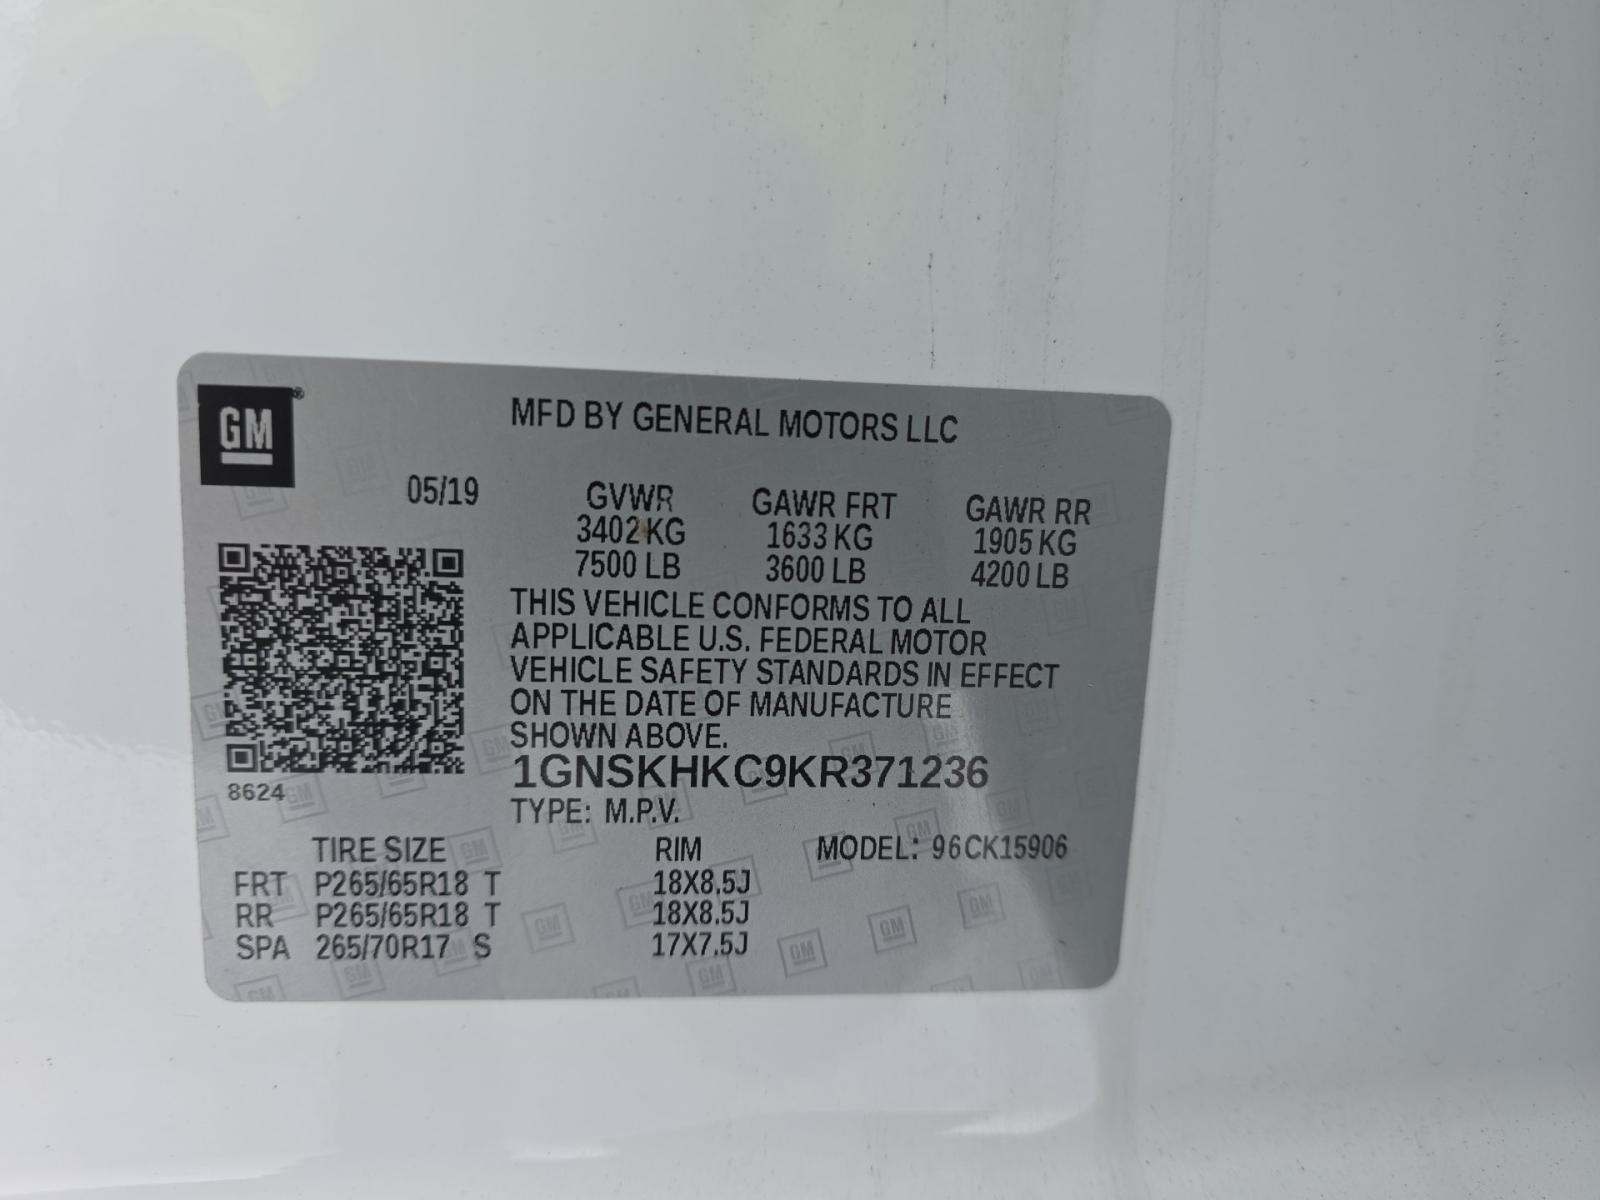 GM
MFD BY GENERAL MOTORS LLC
05/19 GVWR GAWR FRT GAWR RR
3402 KG 1633 KG 1905 KG
7500 LB 3600 LB 4200 LB
THIS VEHICLE CONFORMS TO ALL
APPLICABLE U.S. FEDERAL MOTOR
VEHICLE SAFETY STANDARDS IN EFFECT
ON THE DATE OF MANUFACTURE
SHOWN ABOVE.
1GNSKHKC9KR371236
8624
TYPE: M.P.V.
TIRE SIZE RIM MODEL: 96CK15906
FRT P265/65R18 T 18X8.5J
RR P265/65R18 T 18X8.5J
SPA 265/70R17 S 17X7.5J